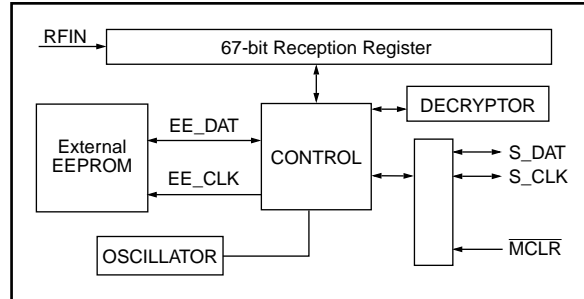 RFIN
67-bit Reception Register
DECRYPTOR
EE_DAT
External
EEPROM
CONTROL
S_DAT
EE_CLK
S_CLK
MCLR
OSCILLATOR